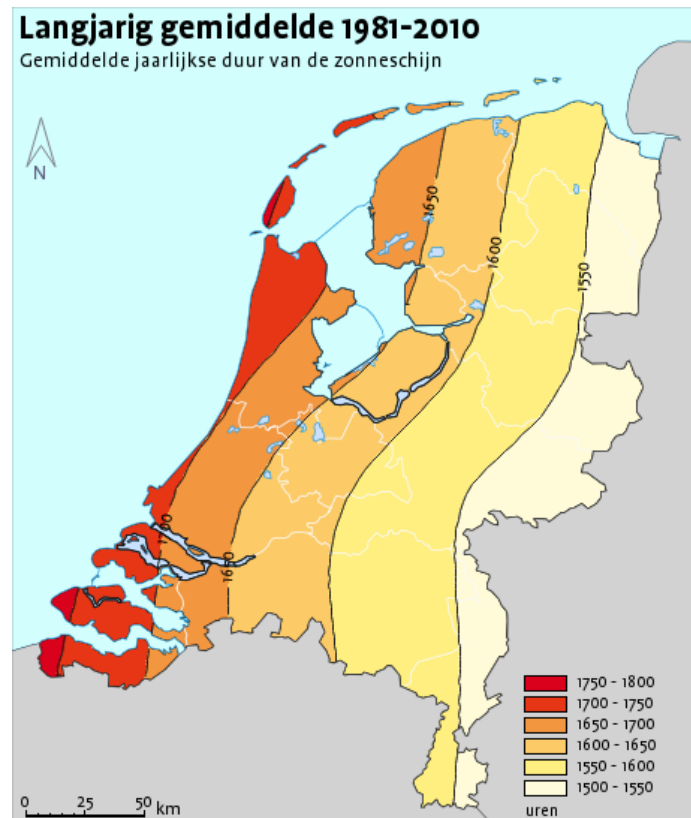 Langjarig gemiddelde 1981-2010
Gemiddelde jaarlijkse duur van de zonneschijn
N
1650
1600
1550
1700
1650
1750 - 1800
1700 - 1750
1650 - 1700
1600 - 1650
1550 - 1600
1500 - 1550
uren
0 25 50 km